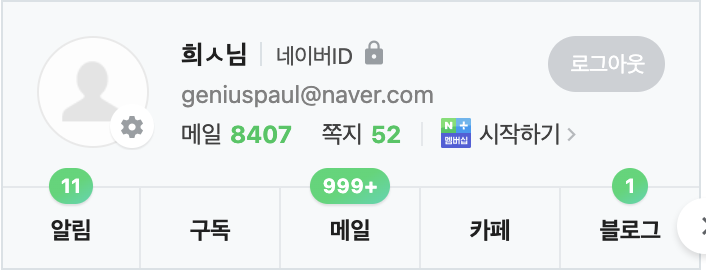 희ㅅ님 네이버ID
로그아웃
geniuspaul@naver.com
메일 8407 쪽지 52 N+ 멤버십 시작하기
11 999+ 1
알림 구독 메일 카페 블로그